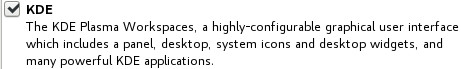 KDE
The KDE Plasma Workspaces, a highly-configurable graphical user interface
which includes a panel, desktop, system icons and desktop widgets, and
many powerful KDE applications.